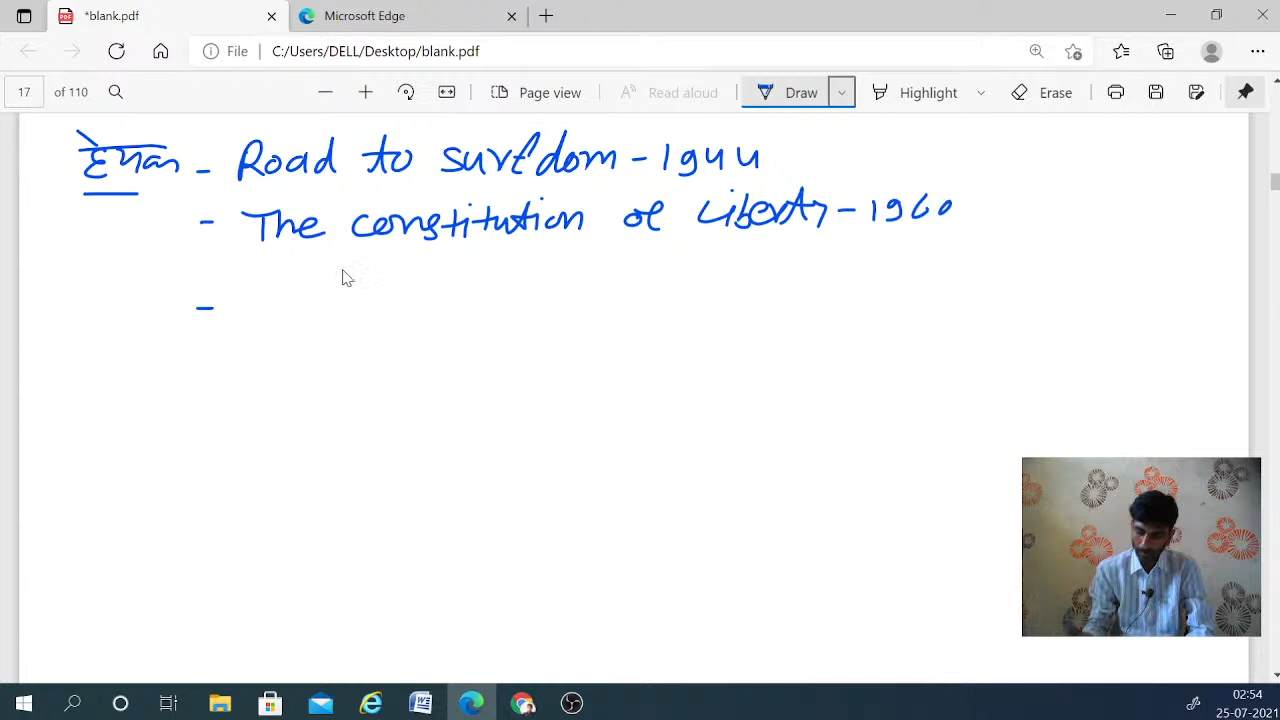 *blank.pdf
Microsoft Edge
File C:/Users/DELL/Desktop/blank.pdf
17 of 110 Page view Read aloud Draw Highlight Erase
हेयक - Road to surfdom - 1944
- The constitution of Liberty - 1960
-
02:54
25-07-2021